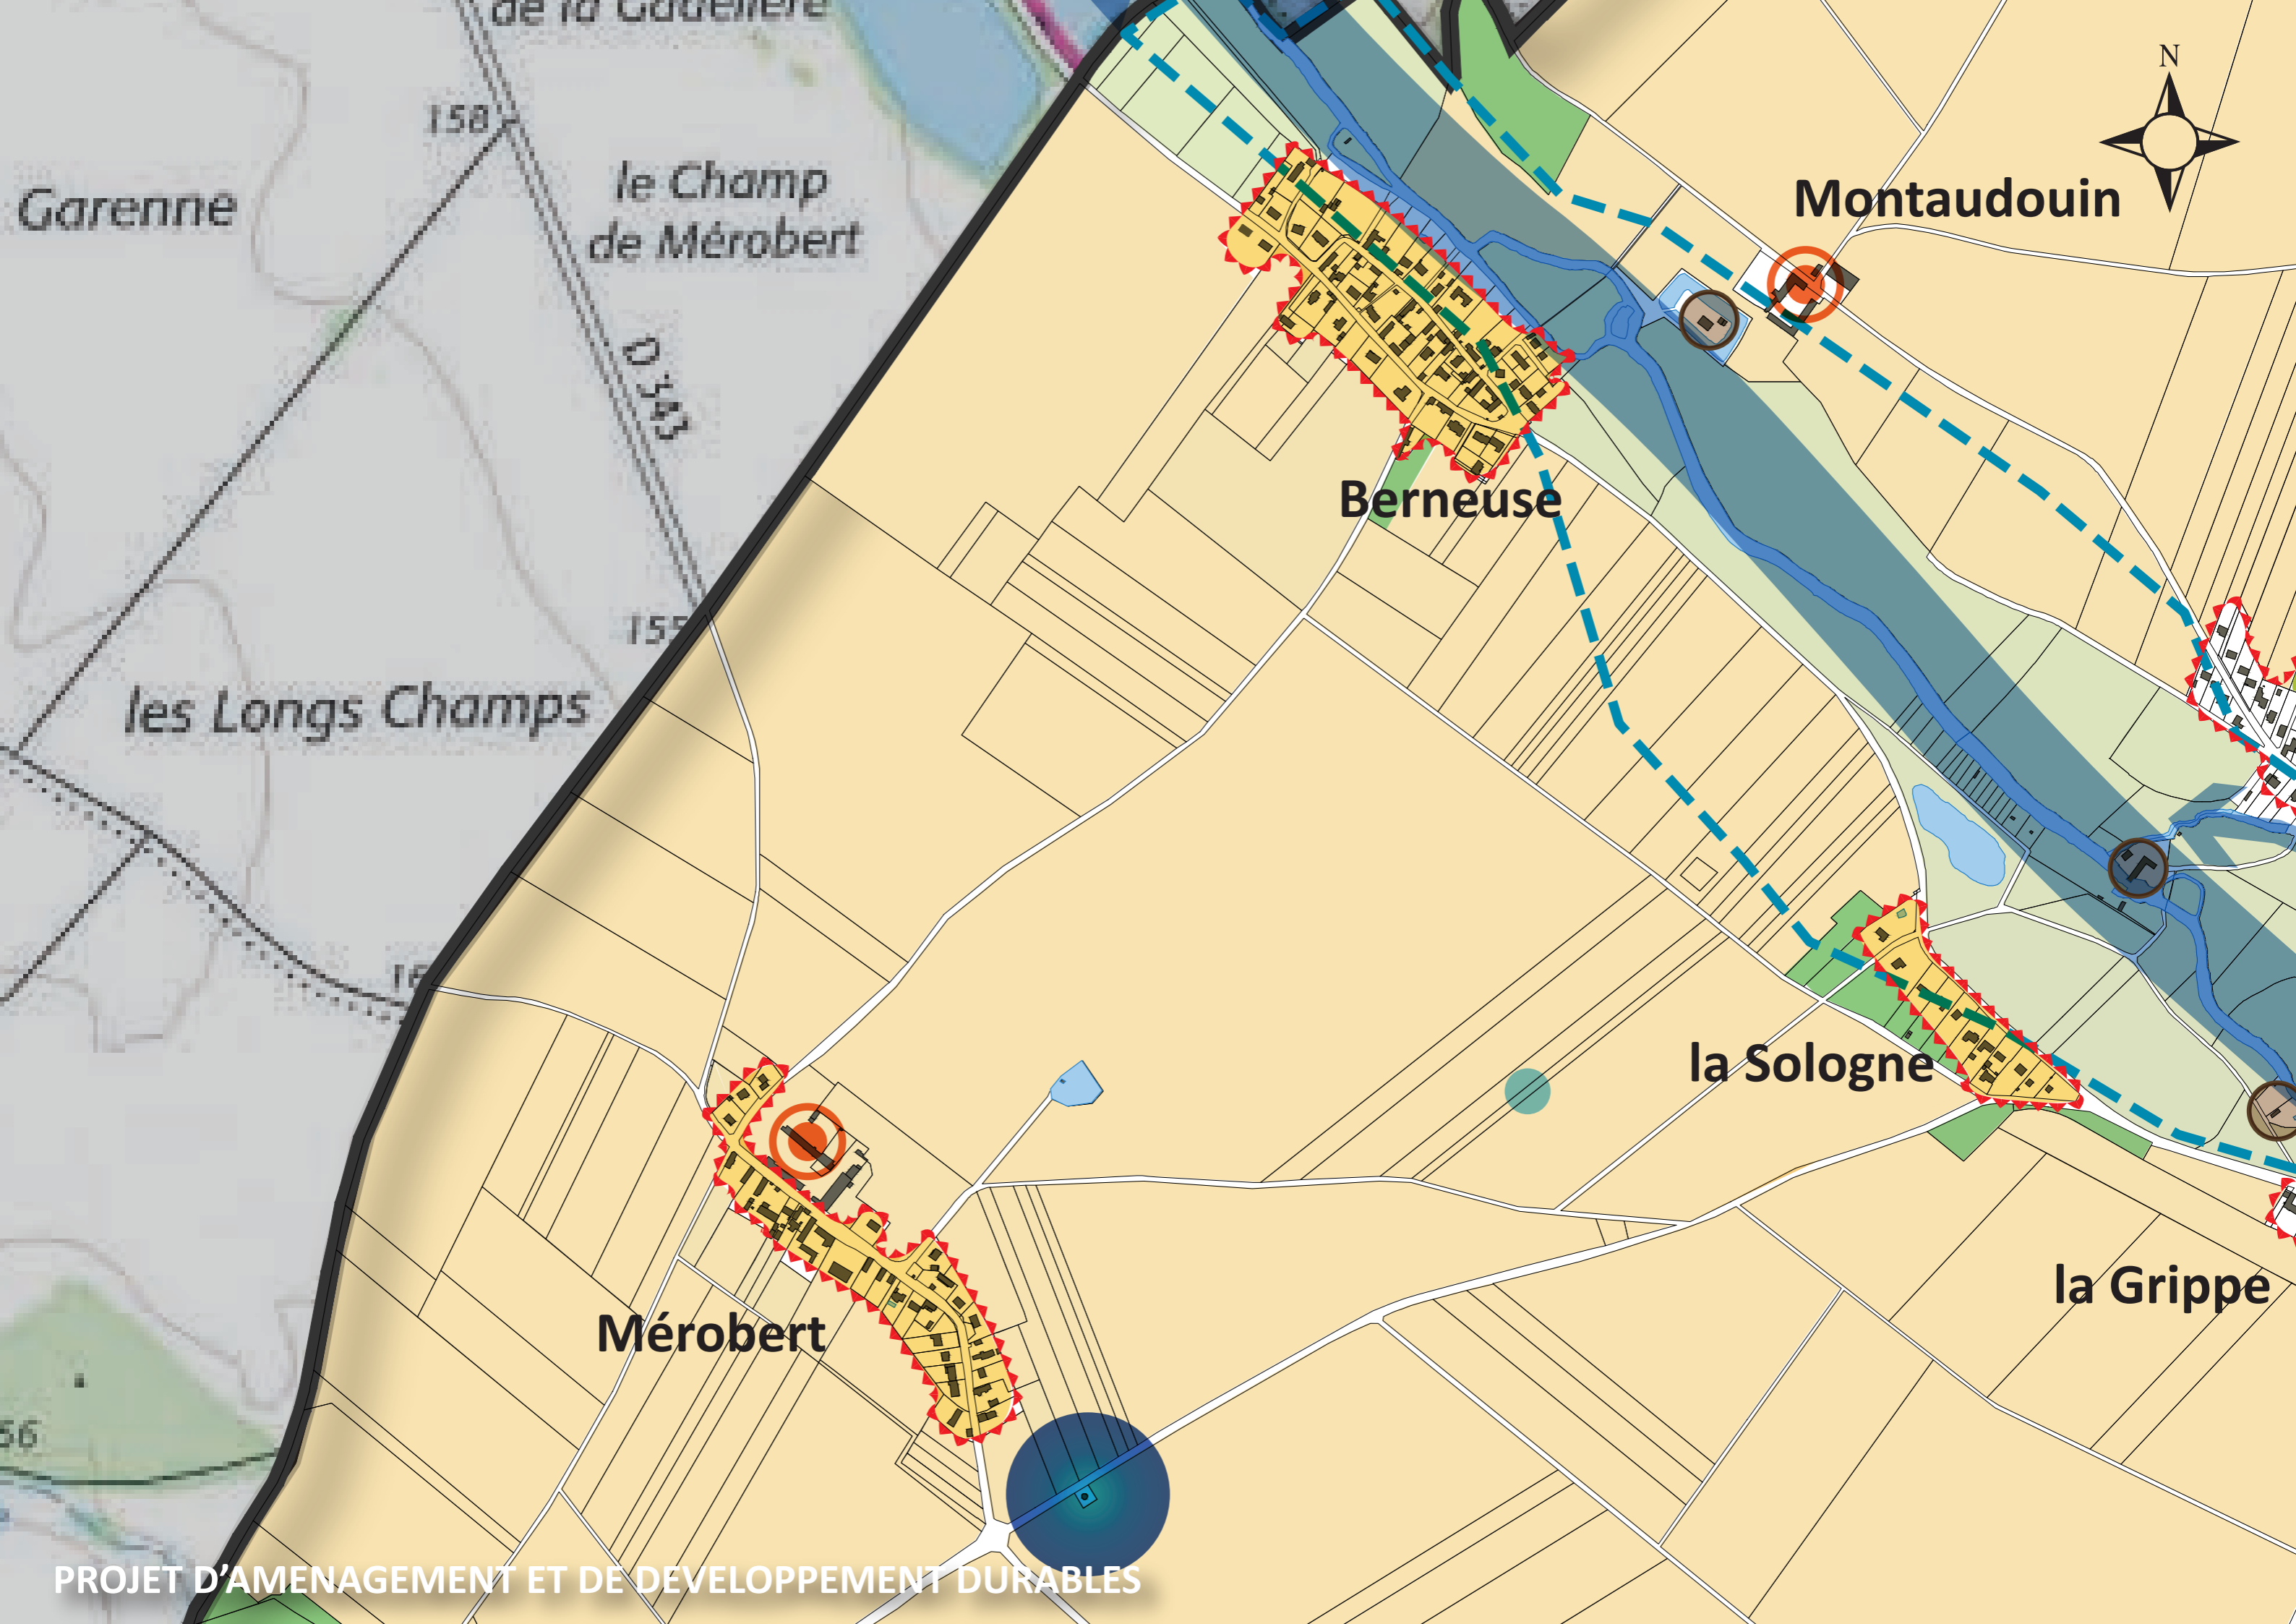 de la Gadelière
N
158
le Champ
de Mérobert
Garenne
Montaudouin
D 343
Berneuse
155
les Longs Champs
16
la Sologne
la Grippe
Mérobert
56
PROJET D'AMENAGEMENT ET DE DEVELOPPEMENT DURABLES